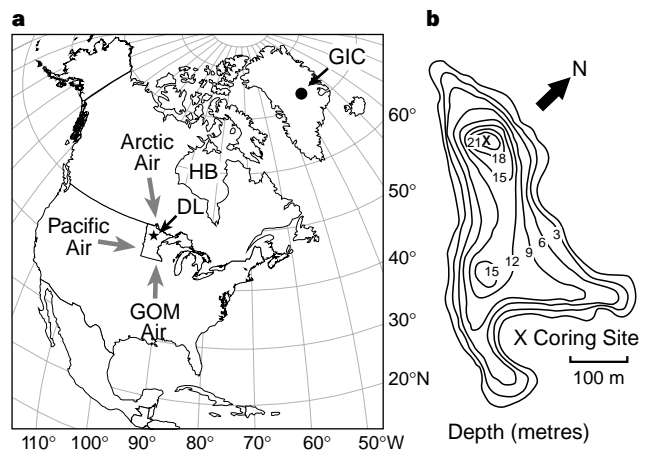 a
GIC
60°
Arctic
Air
HB
50°
DL
Pacific
Air
40°
GOM
Air
30°
20°N
110° 100° 90° 80° 70° 60° 50°W
b
N
21 X
18
15
3
6
9
12
15
X Coring Site
100 m
Depth (metres)